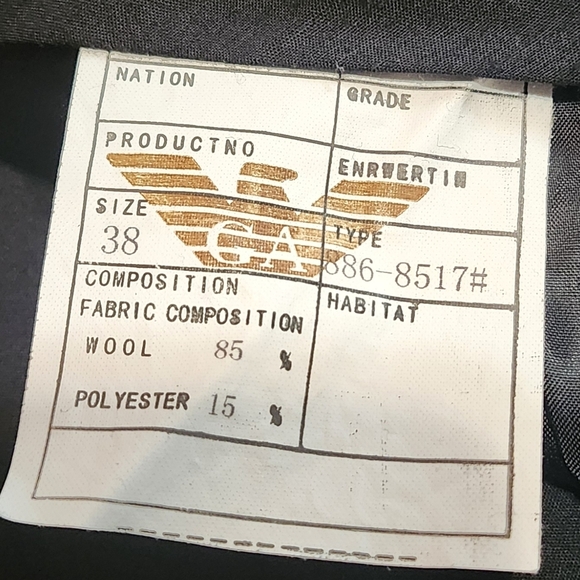 NATION
GRADE
PRODUCTNO
ENRWERTIN
SIZE
38
GA
TYPE
886-8517#
COMPOSITION
HABITAT
FABRIC COMPOSITION
WOOL 85 %
POLYESTER 15 %